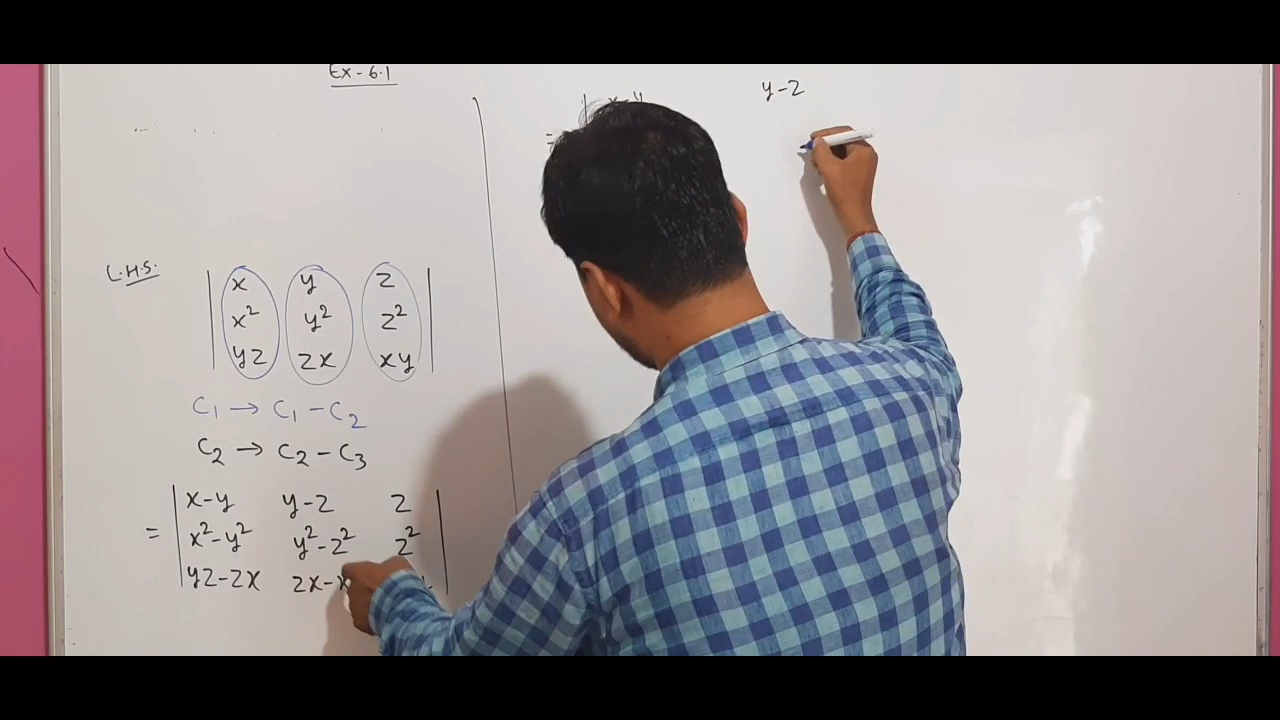 Ex-6.1
L.H.S.
x y z
x² y² z²
yz zx xy
C₁ → C₁ - C₂
C₂ → C₂ - C₃
x-y y-z z
= x²-y² y²-z² z²
yz-zx zx-x
x-y y-z
=